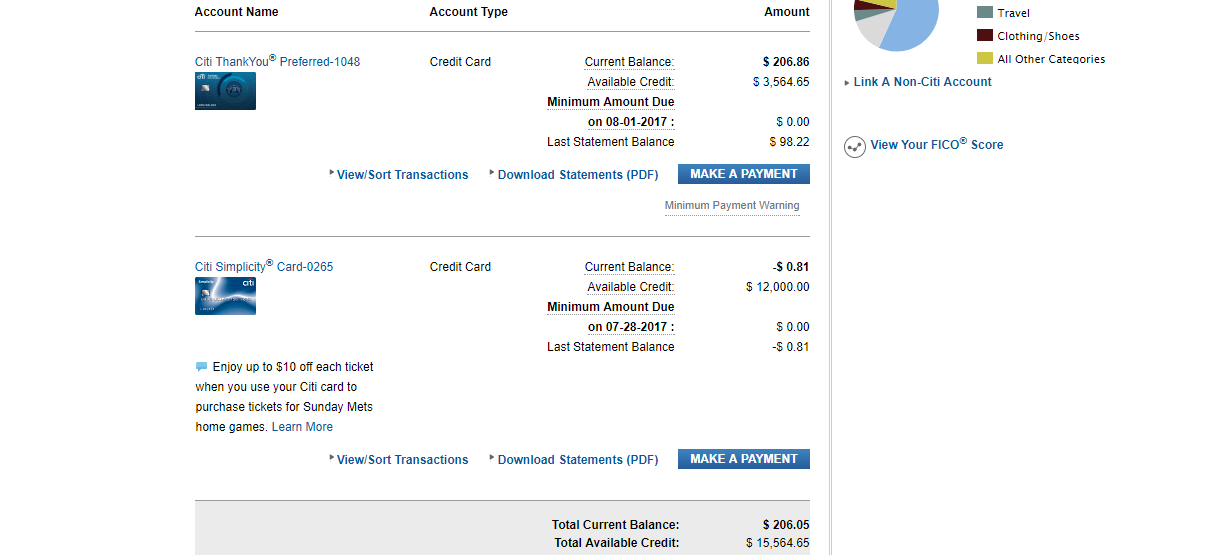 Account Name Account Type Amount
Travel
Clothing/Shoes
All Other Categories
Link A Non-Citi Account
View Your FICO® Score
Citi ThankYou® Preferred-1048 Credit Card Current Balance: $ 206.86
Available Credit: $ 3,564.65
Minimum Amount Due
on 08-01-2017 : $ 0.00
Last Statement Balance $ 98.22
View/Sort Transactions Download Statements (PDF) MAKE A PAYMENT
Minimum Payment Warning
Citi Simplicity® Card-0265 Credit Card Current Balance: -$ 0.81
citi
Available Credit: $ 12,000.00
Minimum Amount Due
on 07-28-2017 : $ 0.00
Last Statement Balance -$ 0.81
Enjoy up to $10 off each ticket
when you use your Citi card to
purchase tickets for Sunday Mets
home games. Learn More
View/Sort Transactions Download Statements (PDF) MAKE A PAYMENT
Total Current Balance: $ 206.05
Total Available Credit: $ 15,564.65